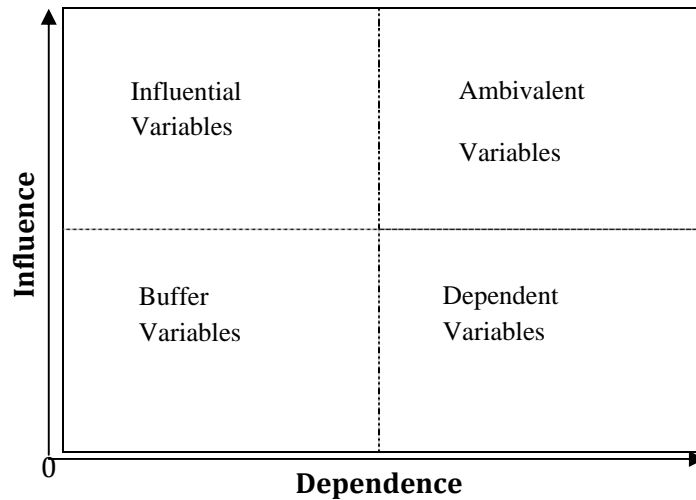 Influential
Variables
Ambivalent
Variables
Influence
Buffer
Variables
Dependent
Variables
0
Dependence